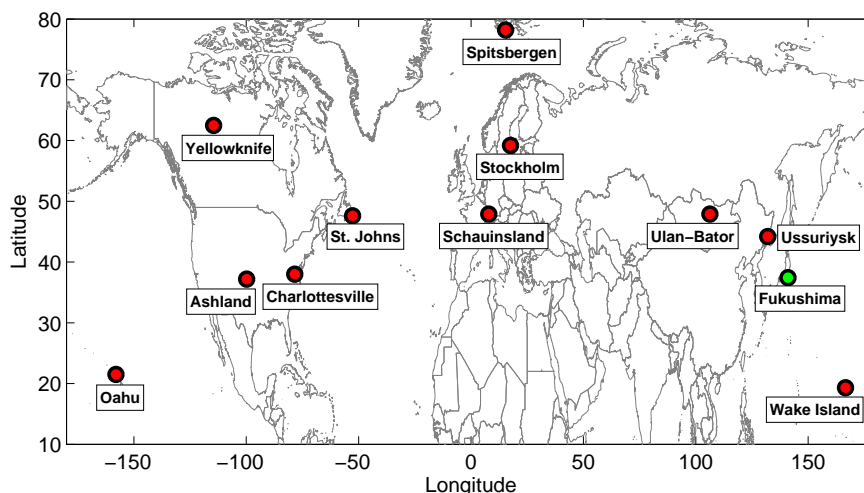 80
70
60
50
40
30
20
10
Latitude
Spitsbergen
Yellowknife
Stockholm
St. Johns
Schauinsland
Ulan−Bator
Ussuriysk
Ashland
Charlottesville
Fukushima
Oahu
Wake Island
−150 −100 −50 0 50 100 150
Longitude